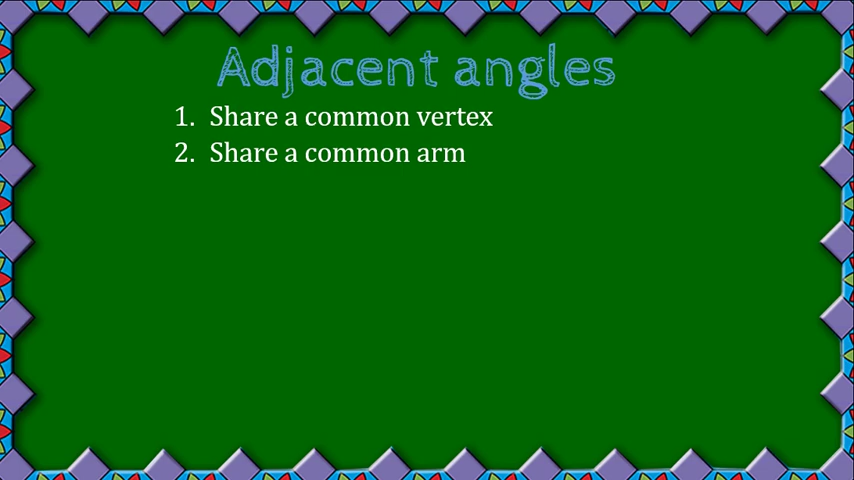 Adjacent angles
1. Share a common vertex
2. Share a common arm